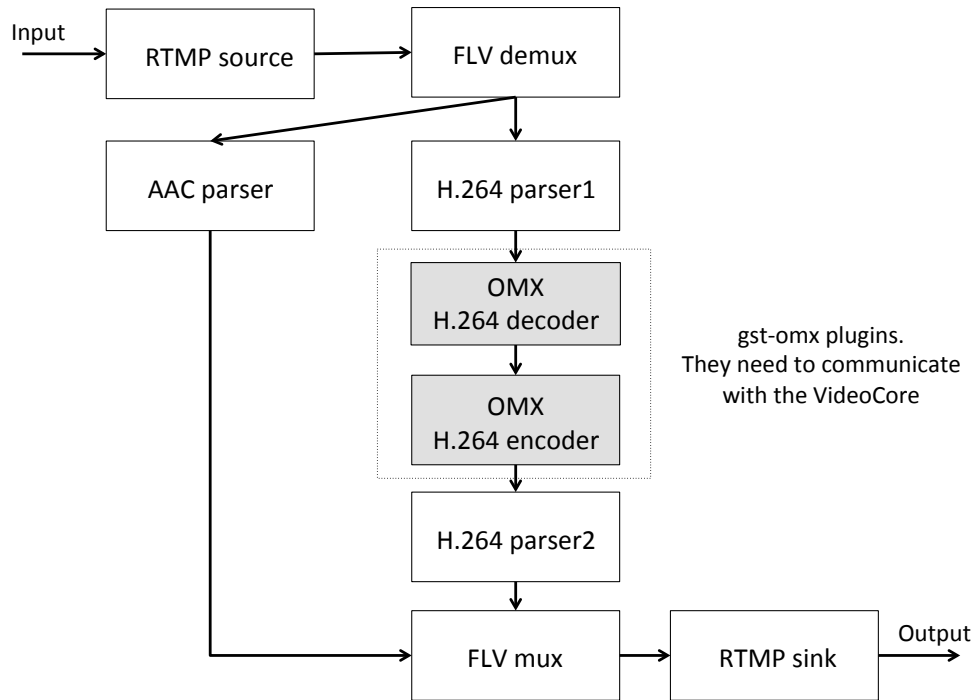 Input
RTMP source
FLV demux
AAC parser
H.264 parser1
OMX
H.264 decoder
gst-omx plugins.
They need to communicate
with the VideoCore
OMX
H.264 encoder
H.264 parser2
FLV mux
RTMP sink
Output